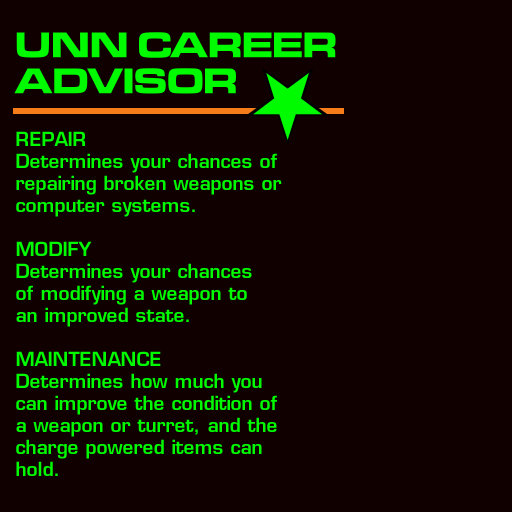 UNN CAREER
ADVISOR
REPAIR
Determines your chances of
repairing broken weapons or
computer systems.
MODIFY
Determines your chances
of modifying a weapon to
an improved state.
MAINTENANCE
Determines how much you
can improve the condition of
a weapon or turret, and the
charge powered items can
hold.